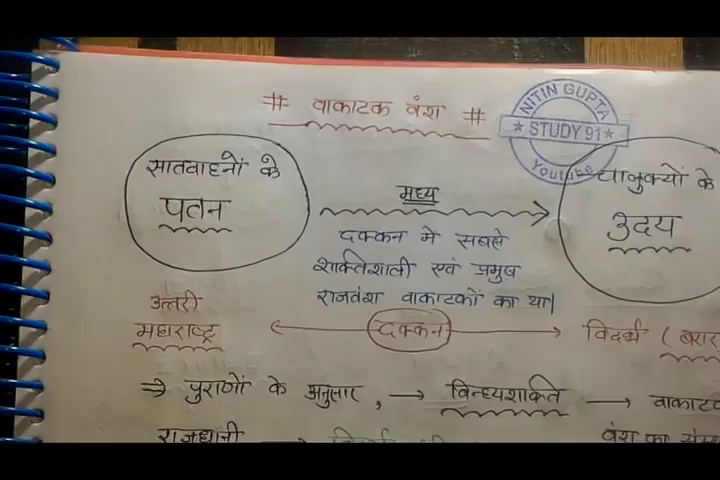 # वाकाटक वंश #
NITIN GUPTA
★ STUDY 91 ★
Youtube
सातवाहनों के
पतन
मध्य
चालुक्यों के
उदय
दक्कन में सबसे
शक्तिशाली एवं प्रमुख
राजवंश वाकाटकों का था|
उत्तरी
महाराष्ट्र
दक्कन
विदर्भ (बरार
⇒ पुराणों के अनुसार, → विन्ध्यशक्ति → वाकाटक
राजधानी →
वंश का